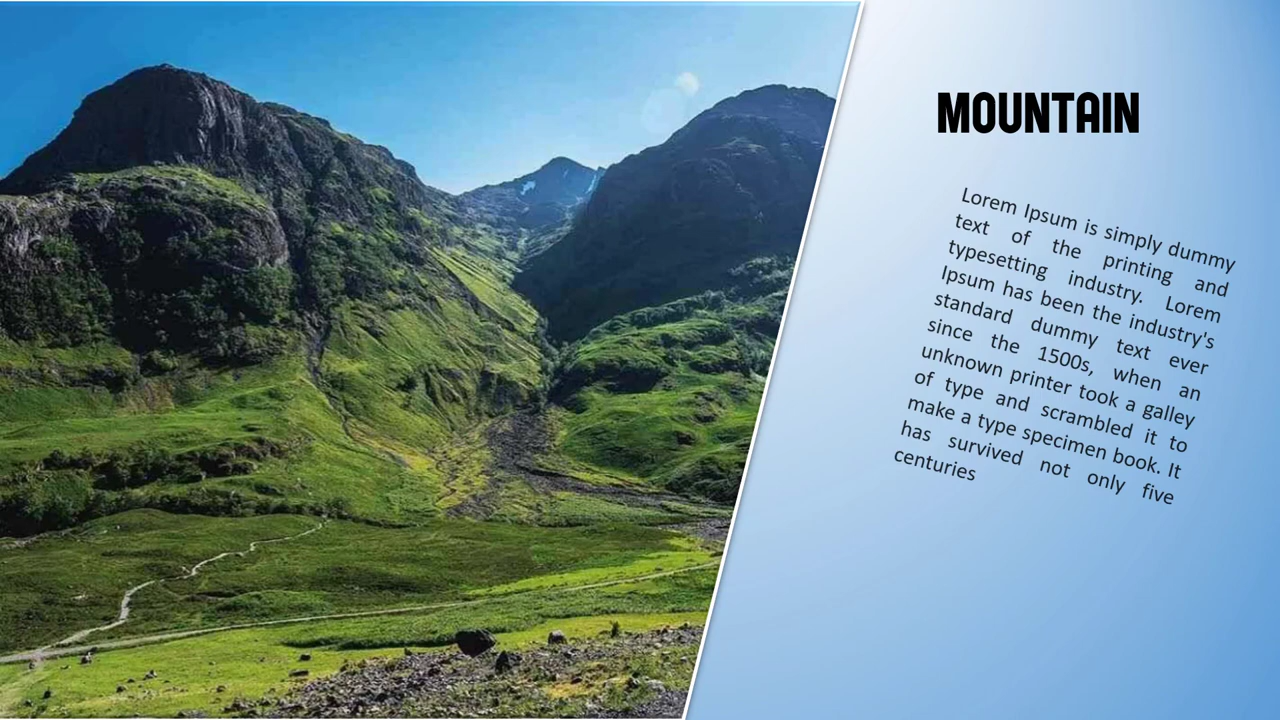 MOUNTAIN
Lorem Ipsum is simply dummy
text of the printing and
typesetting industry. Lorem
Ipsum has been the industry's
standard dummy text ever
since the 1500s, when an
unknown printer took a galley
of type and scrambled it to
make a type specimen book. It
has survived not only five
centuries